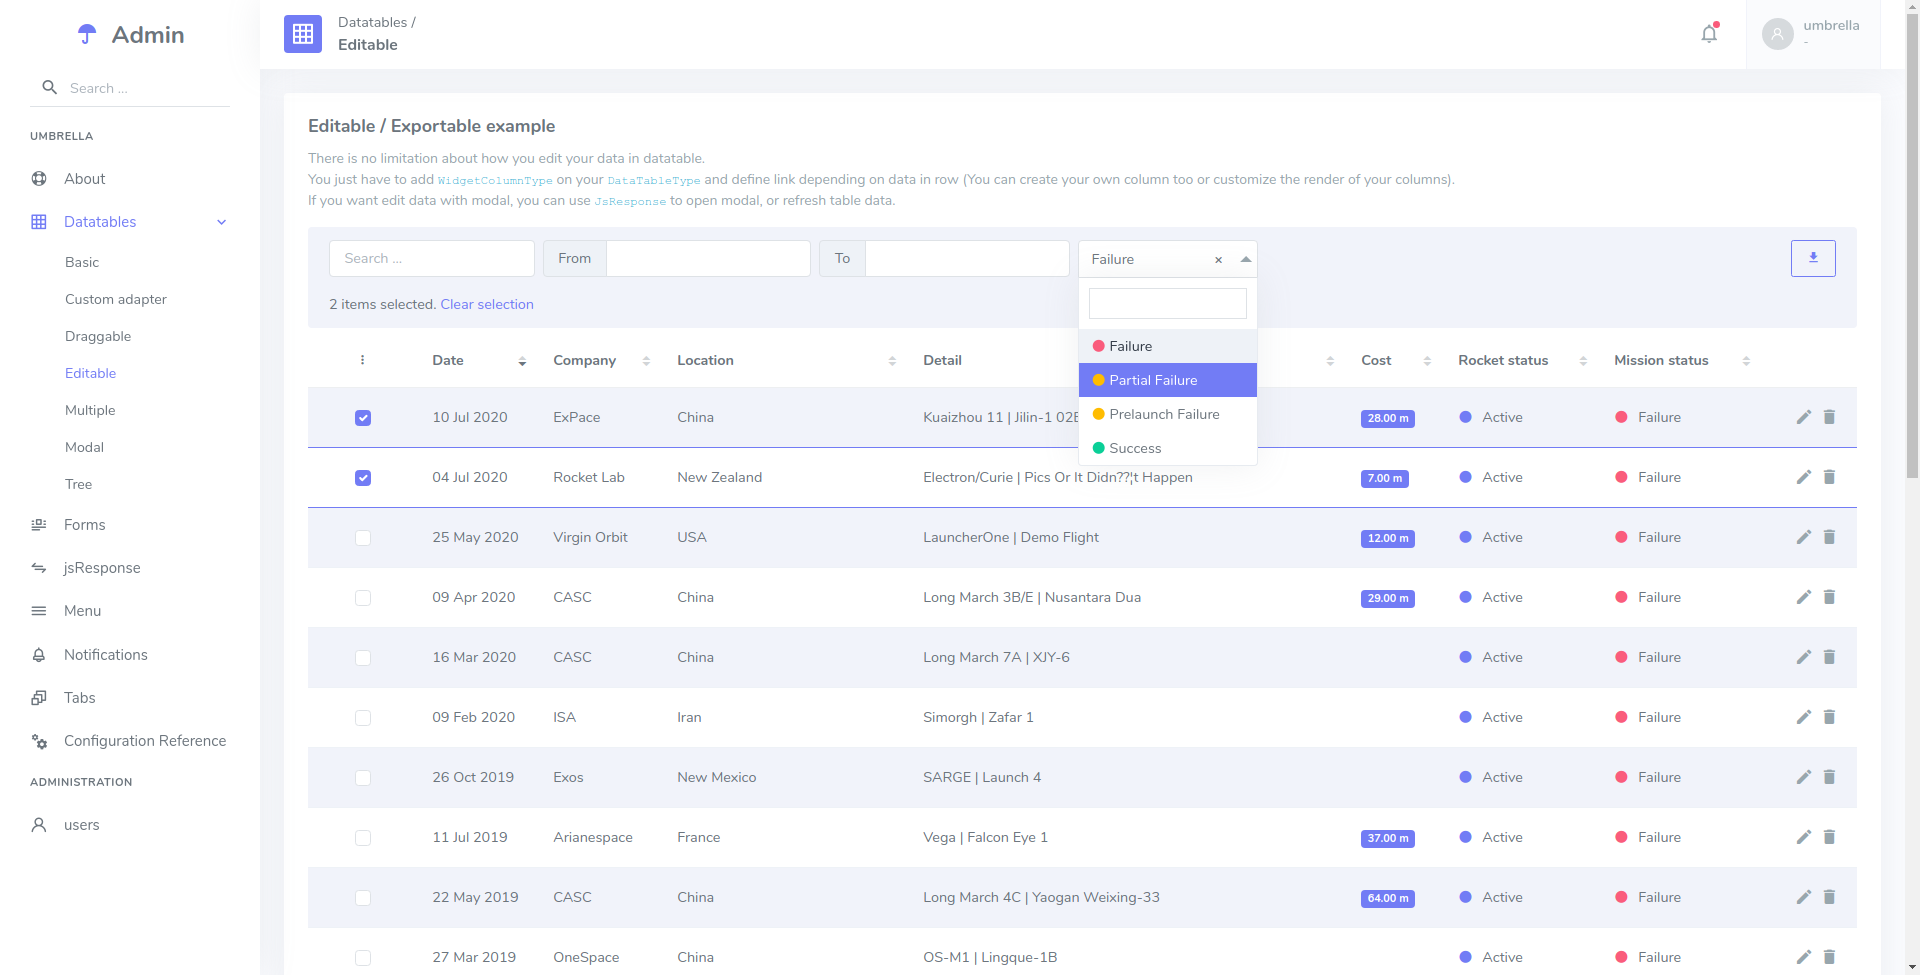 Admin
Search ...
UMBRELLA
About
Datatables
Basic
Custom adapter
Draggable
Editable
Multiple
Modal
Tree
Forms
jsResponse
Menu
Notifications
Tabs
Configuration Reference
ADMINISTRATION
users
Datatables /
Editable
umbrella
-
Editable / Exportable example
There is no limitation about how you edit your data in datatable.
You just have to add WidgetColumnType on your DataTableType and define link depending on data in row (You can create your own column too or customize the render of your columns).
If you want edit data with modal, you can use JsResponse to open modal, or refresh table data.
Search ... From To Failure ×
2 items selected. Clear selection
Failure
Partial Failure
Prelaunch Failure
Success
Date Company Location Detail Cost Rocket status Mission status
10 Jul 2020 ExPace China Kuaizhou 11 | Jilin-1 02E 28.00 m Active Failure
04 Jul 2020 Rocket Lab New Zealand Electron/Curie | Pics Or It Didn??¦t Happen 7.00 m Active Failure
25 May 2020 Virgin Orbit USA LauncherOne | Demo Flight 12.00 m Active Failure
09 Apr 2020 CASC China Long March 3B/E | Nusantara Dua 29.00 m Active Failure
16 Mar 2020 CASC China Long March 7A | XJY-6 Active Failure
09 Feb 2020 ISA Iran Simorgh | Zafar 1 Active Failure
26 Oct 2019 Exos New Mexico SARGE | Launch 4 Active Failure
11 Jul 2019 Arianespace France Vega | Falcon Eye 1 37.00 m Active Failure
22 May 2019 CASC China Long March 4C | Yaogan Weixing-33 64.00 m Active Failure
27 Mar 2019 OneSpace China OS-M1 | Lingque-1B Active Failure